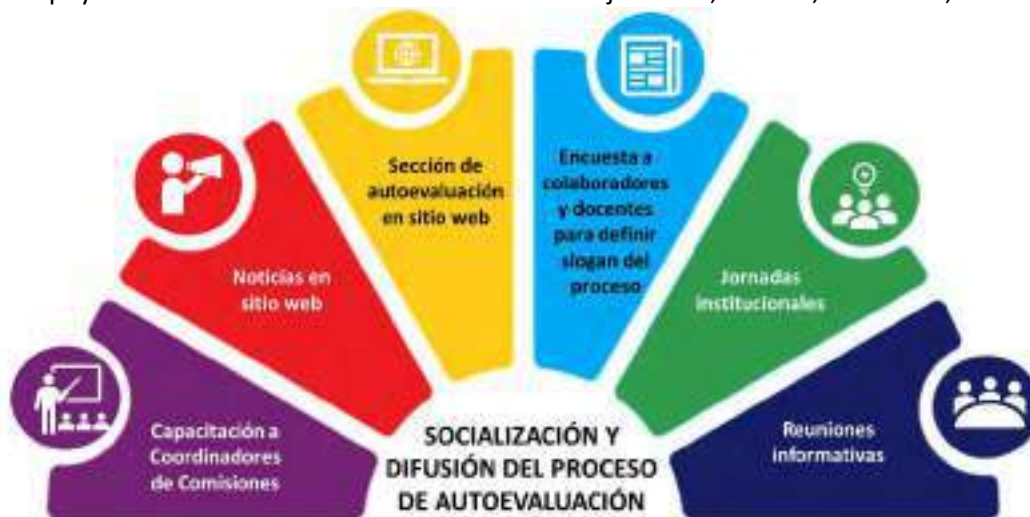 Capacitación a
Coordinadores
de Comisiones
Noticias en
sitio web
Sección de
autoevaluación
en sitio web
Encuesta a
colaboradores
y docentes
para definir
slogan del
proceso
Jornadas
institucionales
Reuniones
informativas
SOCIALIZACIÓN Y
DIFUSIÓN DEL PROCESO
DE AUTOEVALUACIÓN